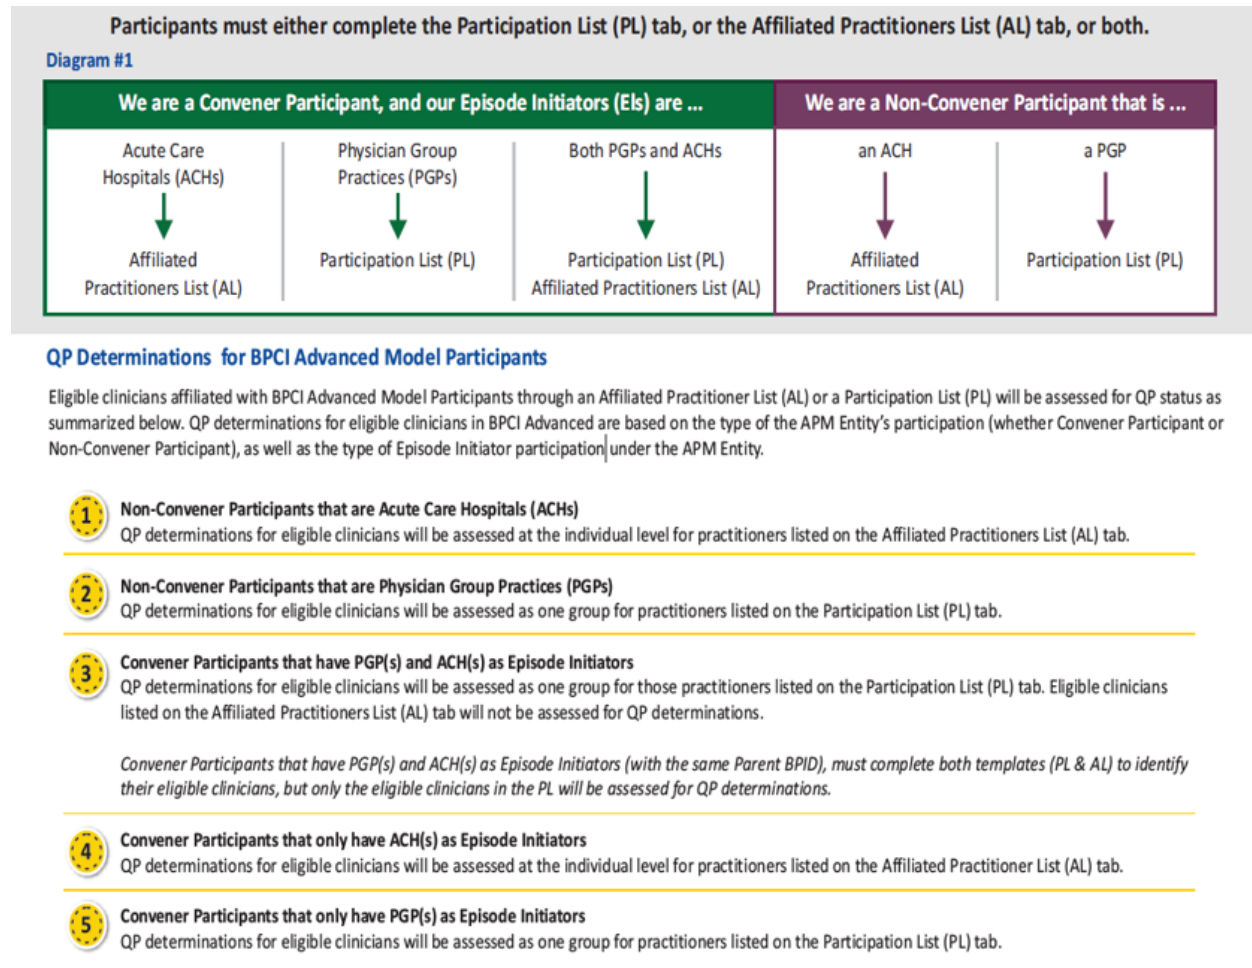 Participants must either complete the Participation List (PL) tab, or the Affiliated Practitioners List (AL) tab, or both.
Diagram #1
We are a Convener Participant, and our Episode Initiators (EIs) are ...
We are a Non-Convener Participant that is ...
Acute Care
Hospitals (ACHs)
Physician Group
Practices (PGPs)
Both PGPs and ACHs
an ACH
a PGP
Affiliated
Practitioners List (AL)
Participation List (PL)
Participation List (PL)
Affiliated Practitioners List (AL)
Affiliated
Practitioners List (AL)
Participation List (PL)
QP Determinations for BPCI Advanced Model Participants
Eligible clinicians affiliated with BPCI Advanced Model Participants through an Affiliated Practitioner List (AL) or a Participation List (PL) will be assessed for QP status as
summarized below. QP determinations for eligible clinicians in BPCI Advanced are based on the type of the APM Entity's participation (whether Convener Participant or
Non-Convener Participant), as well as the type of Episode Initiator participation under the APM Entity.
1
Non-Convener Participants that are Acute Care Hospitals (ACHs)
QP determinations for eligible clinicians will be assessed at the individual level for practitioners listed on the Affiliated Practitioners List (AL) tab.
2
Non-Convener Participants that are Physician Group Practices (PGPs)
QP determinations for eligible clinicians will be assessed as one group for practitioners listed on the Participation List (PL) tab.
3
Convener Participants that have PGP(s) and ACH(s) as Episode Initiators
QP determinations for eligible clinicians will be assessed as one group for those practitioners listed on the Participation List (PL) tab. Eligible clinicians
listed on the Affiliated Practitioners List (AL) tab will not be assessed for QP determinations.
Convener Participants that have PGP(s) and ACH(s) as Episode Initiators (with the same Parent BPID), must complete both templates (PL & AL) to identify
their eligible clinicians, but only the eligible clinicians in the PL will be assessed for QP determinations.
4
Convener Participants that only have ACH(s) as Episode Initiators
QP determinations for eligible clinicians will be assessed at the individual level for practitioners listed on the Affiliated Practitioner List (AL) tab.
5
Convener Participants that only have PGP(s) as Episode Initiators
QP determinations for eligible clinicians will be assessed as one group for practitioners listed on the Participation List (PL) tab.